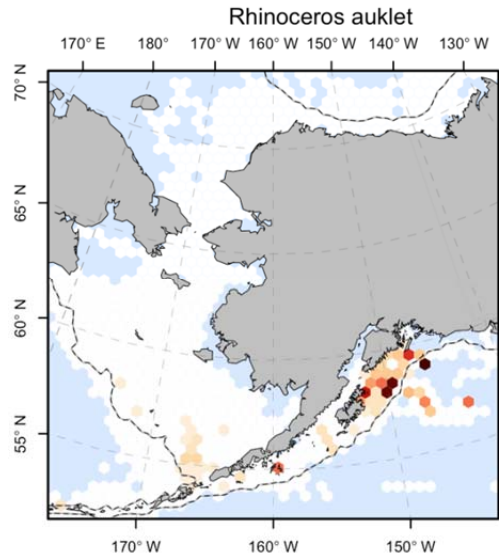 Rhinoceros auklet
170° E 180° 170° W 160° W 150° W 140° W 130° W
70° N
65° N
60° N
55° N
170° W 160° W 150° W